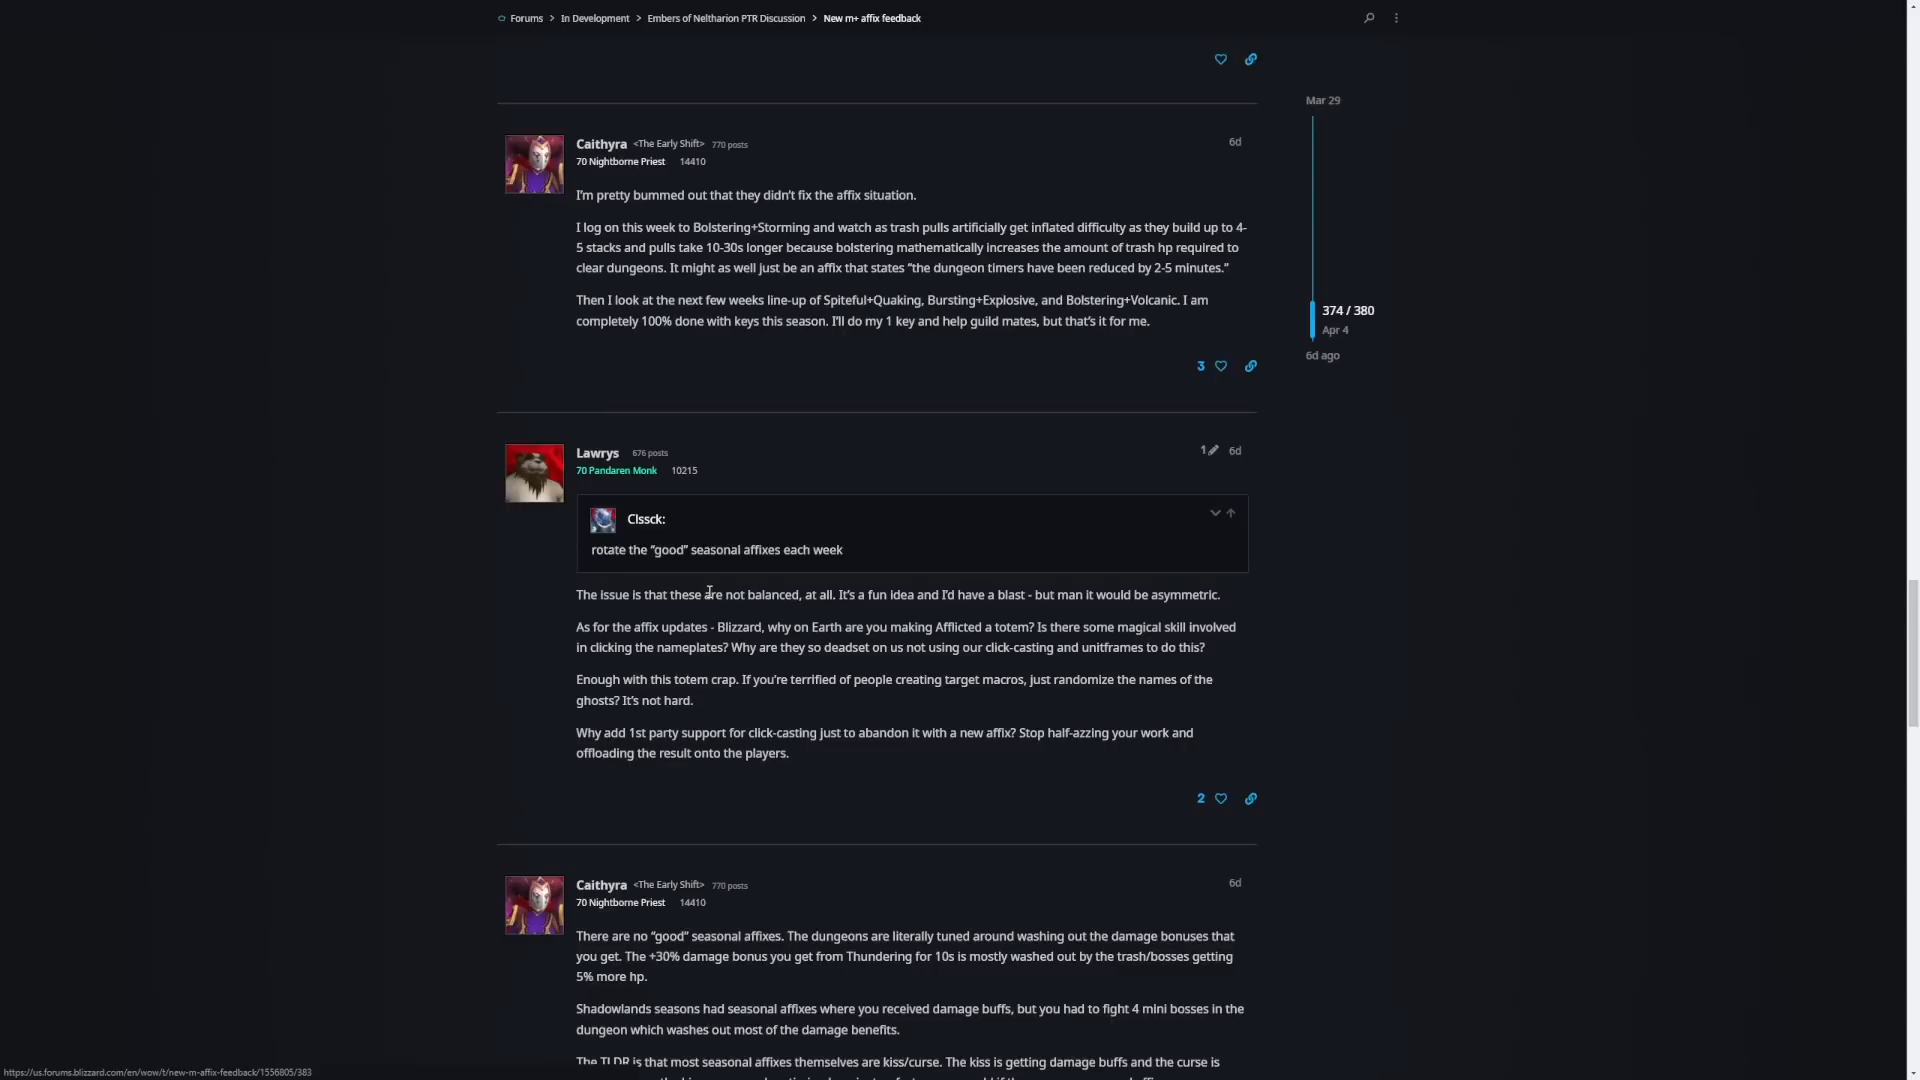 Forums > In Development > Embers of Neltharion PTR Discussion > New m+ affix feedback
Mar 29
Caithyra <The Early Shift> 770 posts 6d
70 Nightborne Priest 14410
I'm pretty bummed out that they didn't fix the affix situation.
I log on this week to Bolstering+Storming and watch as trash pulls artificially get inflated difficulty as they build up to 4-
5 stacks and pulls take 10-30s longer because bolstering mathematically increases the amount of trash hp required to
clear dungeons. It might as well just be an affix that states "the dungeon timers have been reduced by 2-5 minutes."
Then I look at the next few weeks line-up of Spiteful+Quaking, Bursting+Explosive, and Bolstering+Volcanic. I am
completely 100% done with keys this season. I'll do my 1 key and help guild mates, but that's it for me.
374 / 380
Apr 4
6d ago
3
Lawrys 676 posts 1 6d
70 Pandaren Monk 10215
Clssck:
rotate the "good" seasonal affixes each week
The issue is that these are not balanced, at all. It's a fun idea and I'd have a blast - but man it would be asymmetric.
As for the affix updates - Blizzard, why on Earth are you making Afflicted a totem? Is there some magical skill involved
in clicking the nameplates? Why are they so deadset on us not using our click-casting and unitframes to do this?
Enough with this totem crap. If you're terrified of people creating target macros, just randomize the names of the
ghosts? It's not hard.
Why add 1st party support for click-casting just to abandon it with a new affix? Stop half-azzing your work and
offloading the result onto the players.
2
Caithyra <The Early Shift> 770 posts 6d
70 Nightborne Priest 14410
There are no "good" seasonal affixes. The dungeons are literally tuned around washing out the damage bonuses that
you get. The +30% damage bonus you get from Thundering for 10s is mostly washed out by the trash/bosses getting
5% more hp.
Shadowlands seasons had seasonal affixes where you received damage buffs, but you had to fight 4 mini bosses in the
dungeon which washes out most of the damage benefits.
The TLDR is that most seasonal affixes themselves are kiss/curse. The kiss is getting damage buffs and the curse is
https://us.forums.blizzard.com/en/wow/t/new-m-affix-feedback/1556805/383